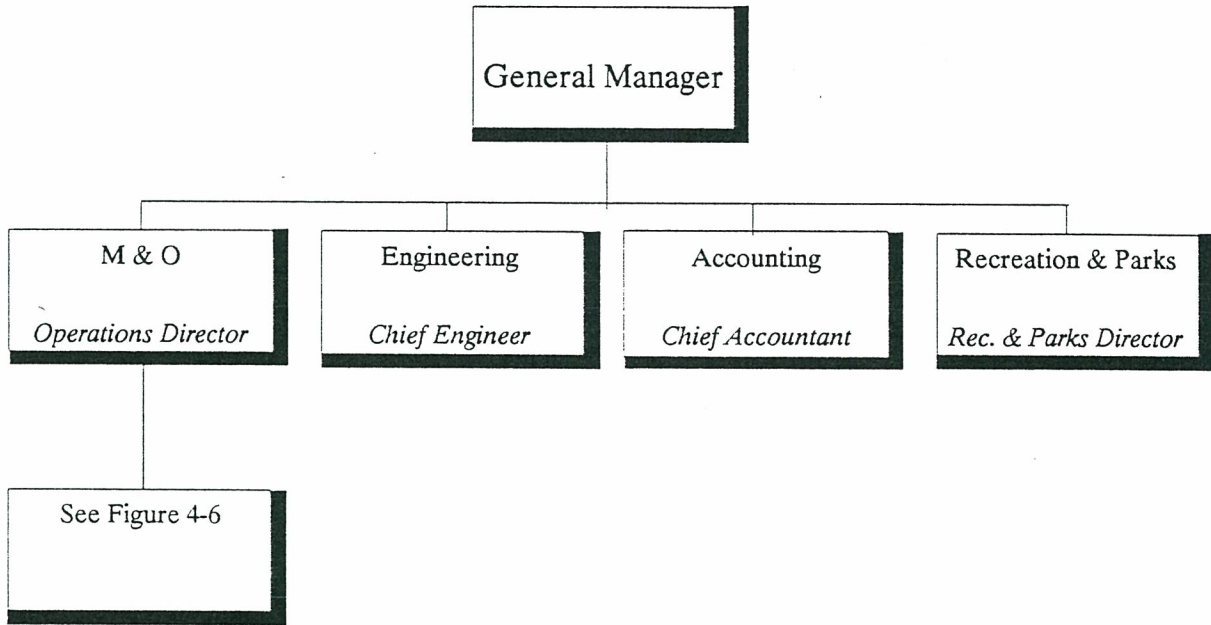 General Manager
M & O
Operations Director
Engineering
Chief Engineer
Accounting
Chief Accountant
Recreation & Parks
Rec. & Parks Director
See Figure 4-6